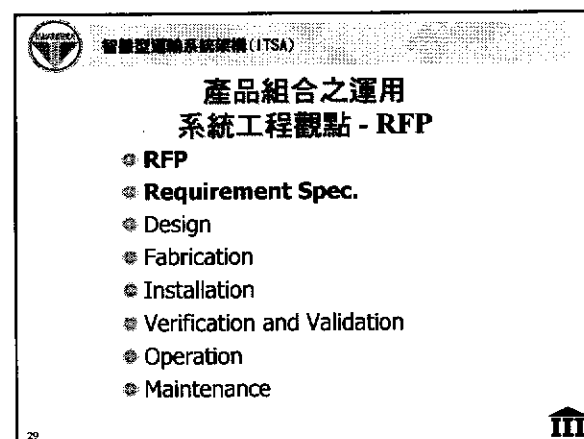 智慧型運輸系統架構(ITSA)
產品組合之運用
系統工程觀點 - RFP
RFP
Requirement Spec.
Design
Fabrication
Installation
Verification and Validation
Operation
Maintenance
29
III